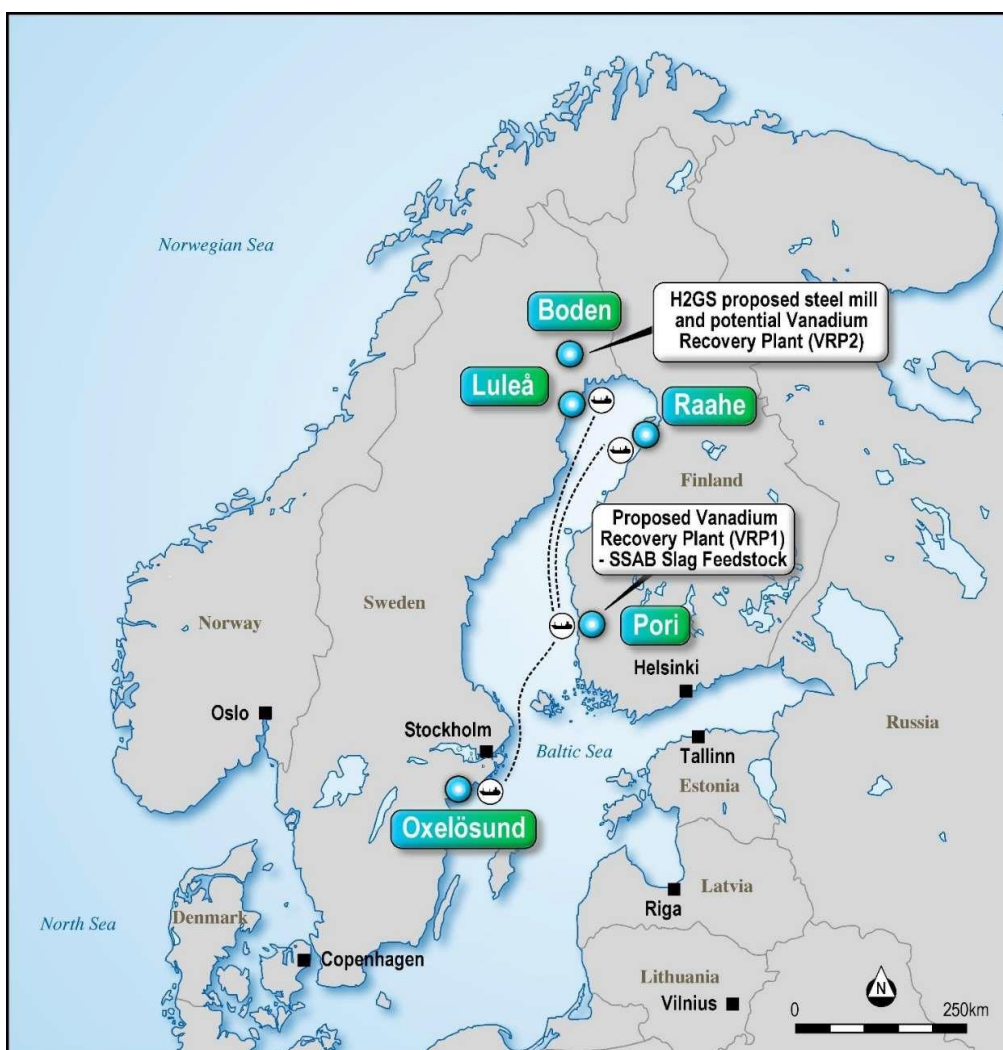 Norwegian Sea
Boden
H2GS proposed steel mill
and potential Vanadium
Recovery Plant (VRP2)
Luleå
Raahe
Finland
Proposed Vanadium
Recovery Plant (VRP1)
- SSAB Slag Feedstock
Sweden
Norway
Pori
Helsinki
Oslo
Stockholm
Baltic Sea
Tallinn
Russia
Estonia
Oxelösund
Latvia
Riga
North Sea
Denmark
Copenhagen
Lithuania
Vilnius
N
0 250km